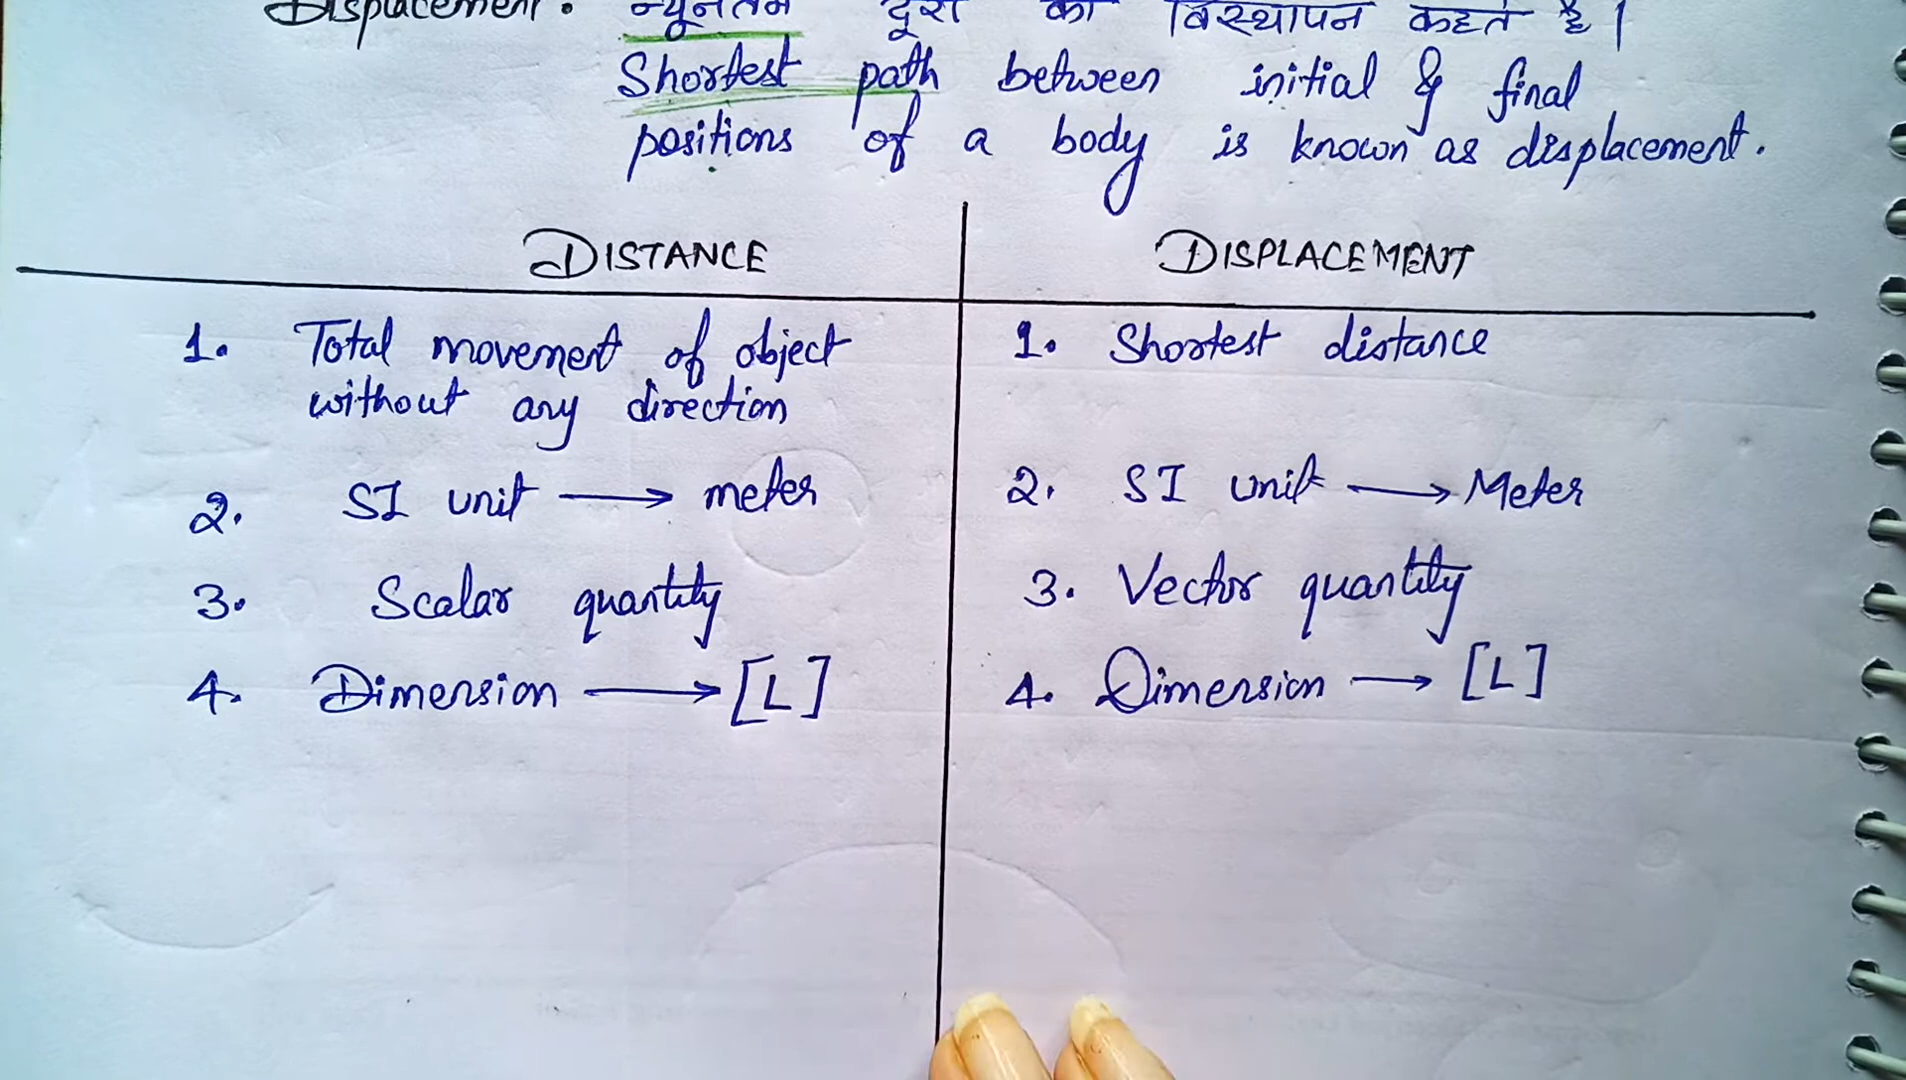 Displacement. न्यूनतम दूरी को विस्थापन कहते है।
Shortest path between initial & final
positions of a body is known as displacement.
DISTANCE DISPLACEMENT
1. Total movement of object 1. Shortest distance
without any direction
2. SI unit → meter 2. SI unit → Meter
3. Scalar quantity 3. Vector quantity
4. Dimension → [L] 4. Dimension → [L]